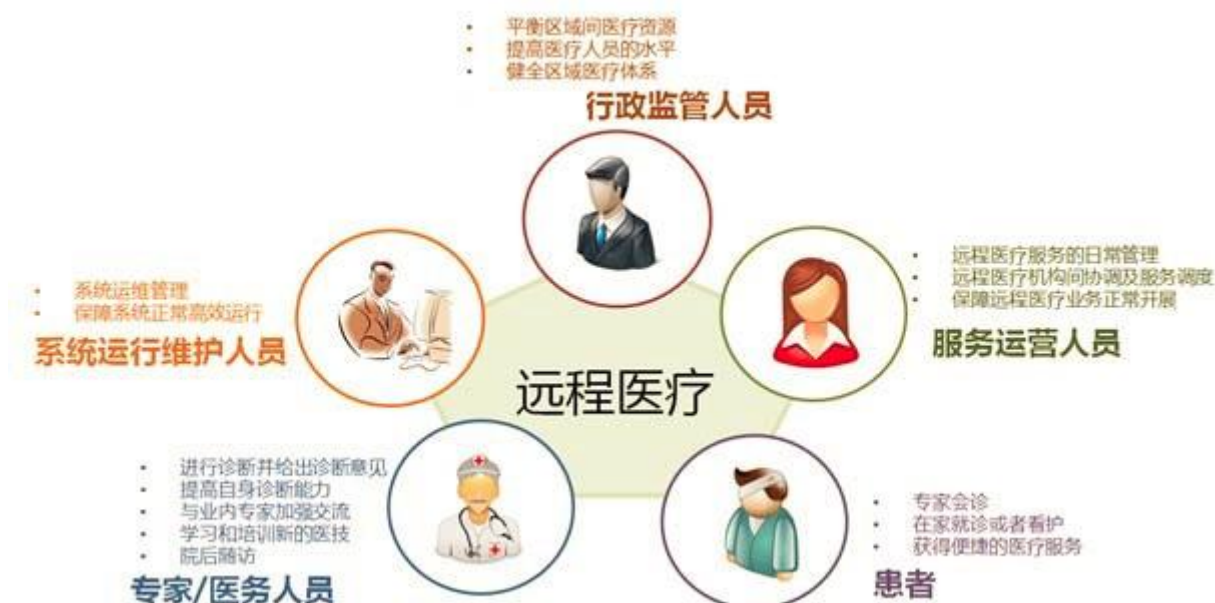 • 平衡区域间医疗资源
• 提高医疗人员的水平
• 健全区域医疗体系
行政监管人员
• 系统运维管理
• 保障系统正常高效运行
系统运行维护人员
• 远程医疗服务的日常管理
• 远程医疗机构间协调及服务调度
• 保障远程医疗业务正常开展
服务运营人员
远程医疗
• 进行诊断并给出诊断意见
• 提高自身诊断能力
• 与业内专家加强交流
• 学习和培训新的医技
• 院后随访
专家/医务人员
• 专家会诊
• 在家就诊或者看护
• 获得便捷的医疗服务
患者